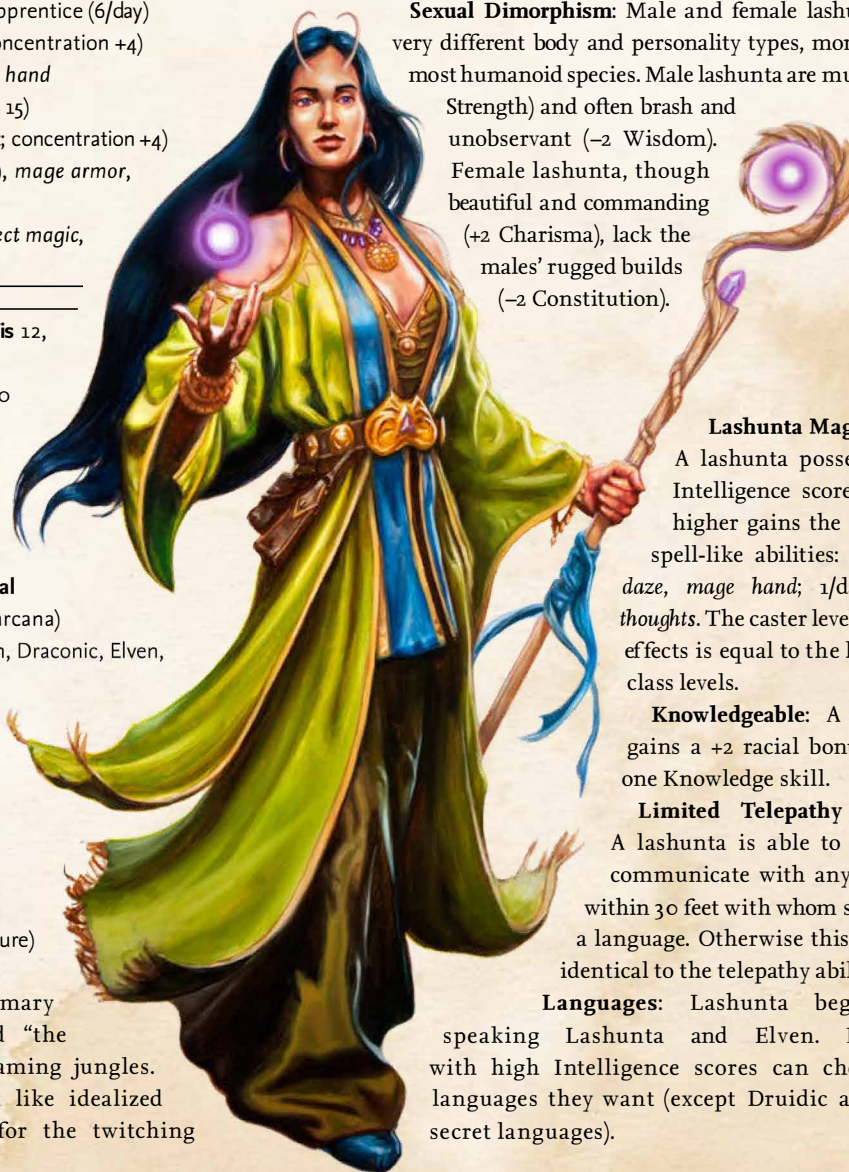 pprentice (6/day)
oncentration +4)
hand
15)
; concentration +4)
), mage armor,
ect magic,
is 12,
o
al
arcana)
n, Draconic, Elven,
ure)
mary
d “the
aming jungles.
like idealized
for the twitching
Sexual Dimorphism: Male and female lashu
very different body and personality types, mor
most humanoid species. Male lashunta are mu
Strength) and often brash and
unobservant (–2 Wisdom).
Female lashunta, though
beautiful and commanding
(+2 Charisma), lack the
males’ rugged builds
(–2 Constitution).
Lashunta Mag
A lashunta posse
Intelligence score
higher gains the
spell-like abilities:
daze, mage hand; 1/d
thoughts. The caster leve
effects is equal to the l
class levels.
Knowledgeable: A
gains a +2 racial bon
one Knowledge skill.
Limited Telepathy
A lashunta is able to
communicate with any
within 30 feet with whom s
a language. Otherwise this
identical to the telepathy abil
Languages: Lashunta beg
speaking Lashunta and Elven.
with high Intelligence scores can ch
languages they want (except Druidic a
secret languages).